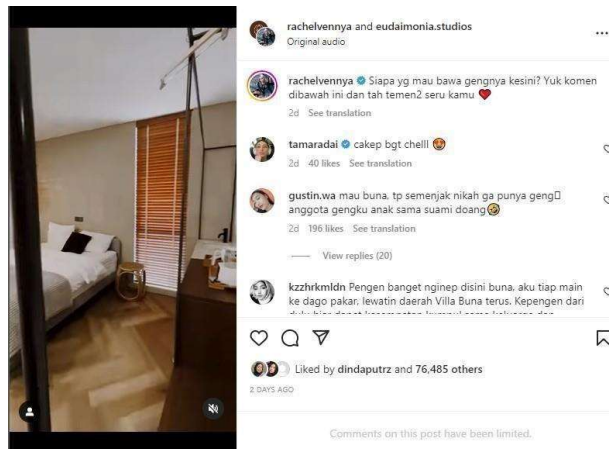 rachelvennya and eudaimonia.studios
Original audio
rachelvennya Siapa yg mau bawa gengnya kesini? Yuk komen
dibawah ini dan tah temen2 seru kamu ❤️
2d See translation
tamaradai cakep bgt chelll 🤩
2d 40 likes See translation
gustin.wa mau buna, tp semenjak nikah ga punya geng▯
anggota gengku anak sama suami doang🤣
2d 196 likes See translation
View replies (20)
kzzhrkmldn Pengen banget nginep disini buna, aku tiap main
ke dago pakar, lewatin daerah Villa Buna terus. Kepengen dari
Liked by dindaputrz and 76,485 others
2 DAYS AGO
Comments on this post have been limited.